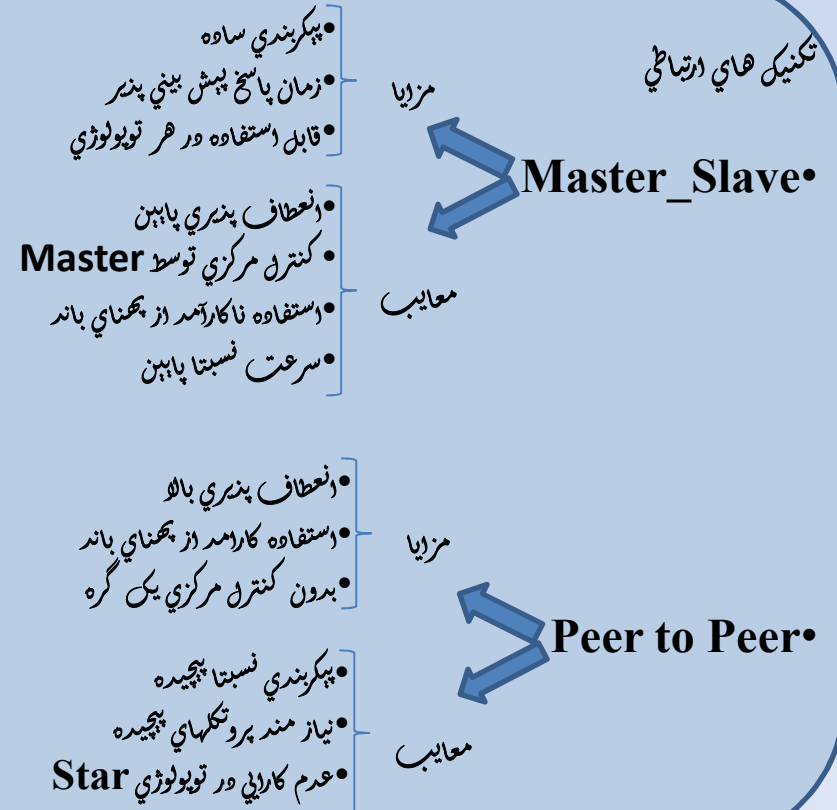 تکنيک هاي ارتباطي
•Master_Slave
مزايا
•پيکربندي ساده
•زمان پاسخ پيش بيني پذير
•قابل استفاده در هر توپولوژي
معايب
•انعطاف پذيري پايين
•کنترل مرکزي توسط Master
•استفاده ناکارآمد از پهناي باند
•سرعت نسبتا پايين
•Peer to Peer
مزايا
•انعطاف پذيري بالا
•استفاده کارامد از پهناي باند
•بدون کنترل مرکزي يک گره
معايب
•پيکربندي نسبتا پيچيده
•نياز مند پروتکلهاي پيچيده
•عدم کارايي در توپولوژي Star